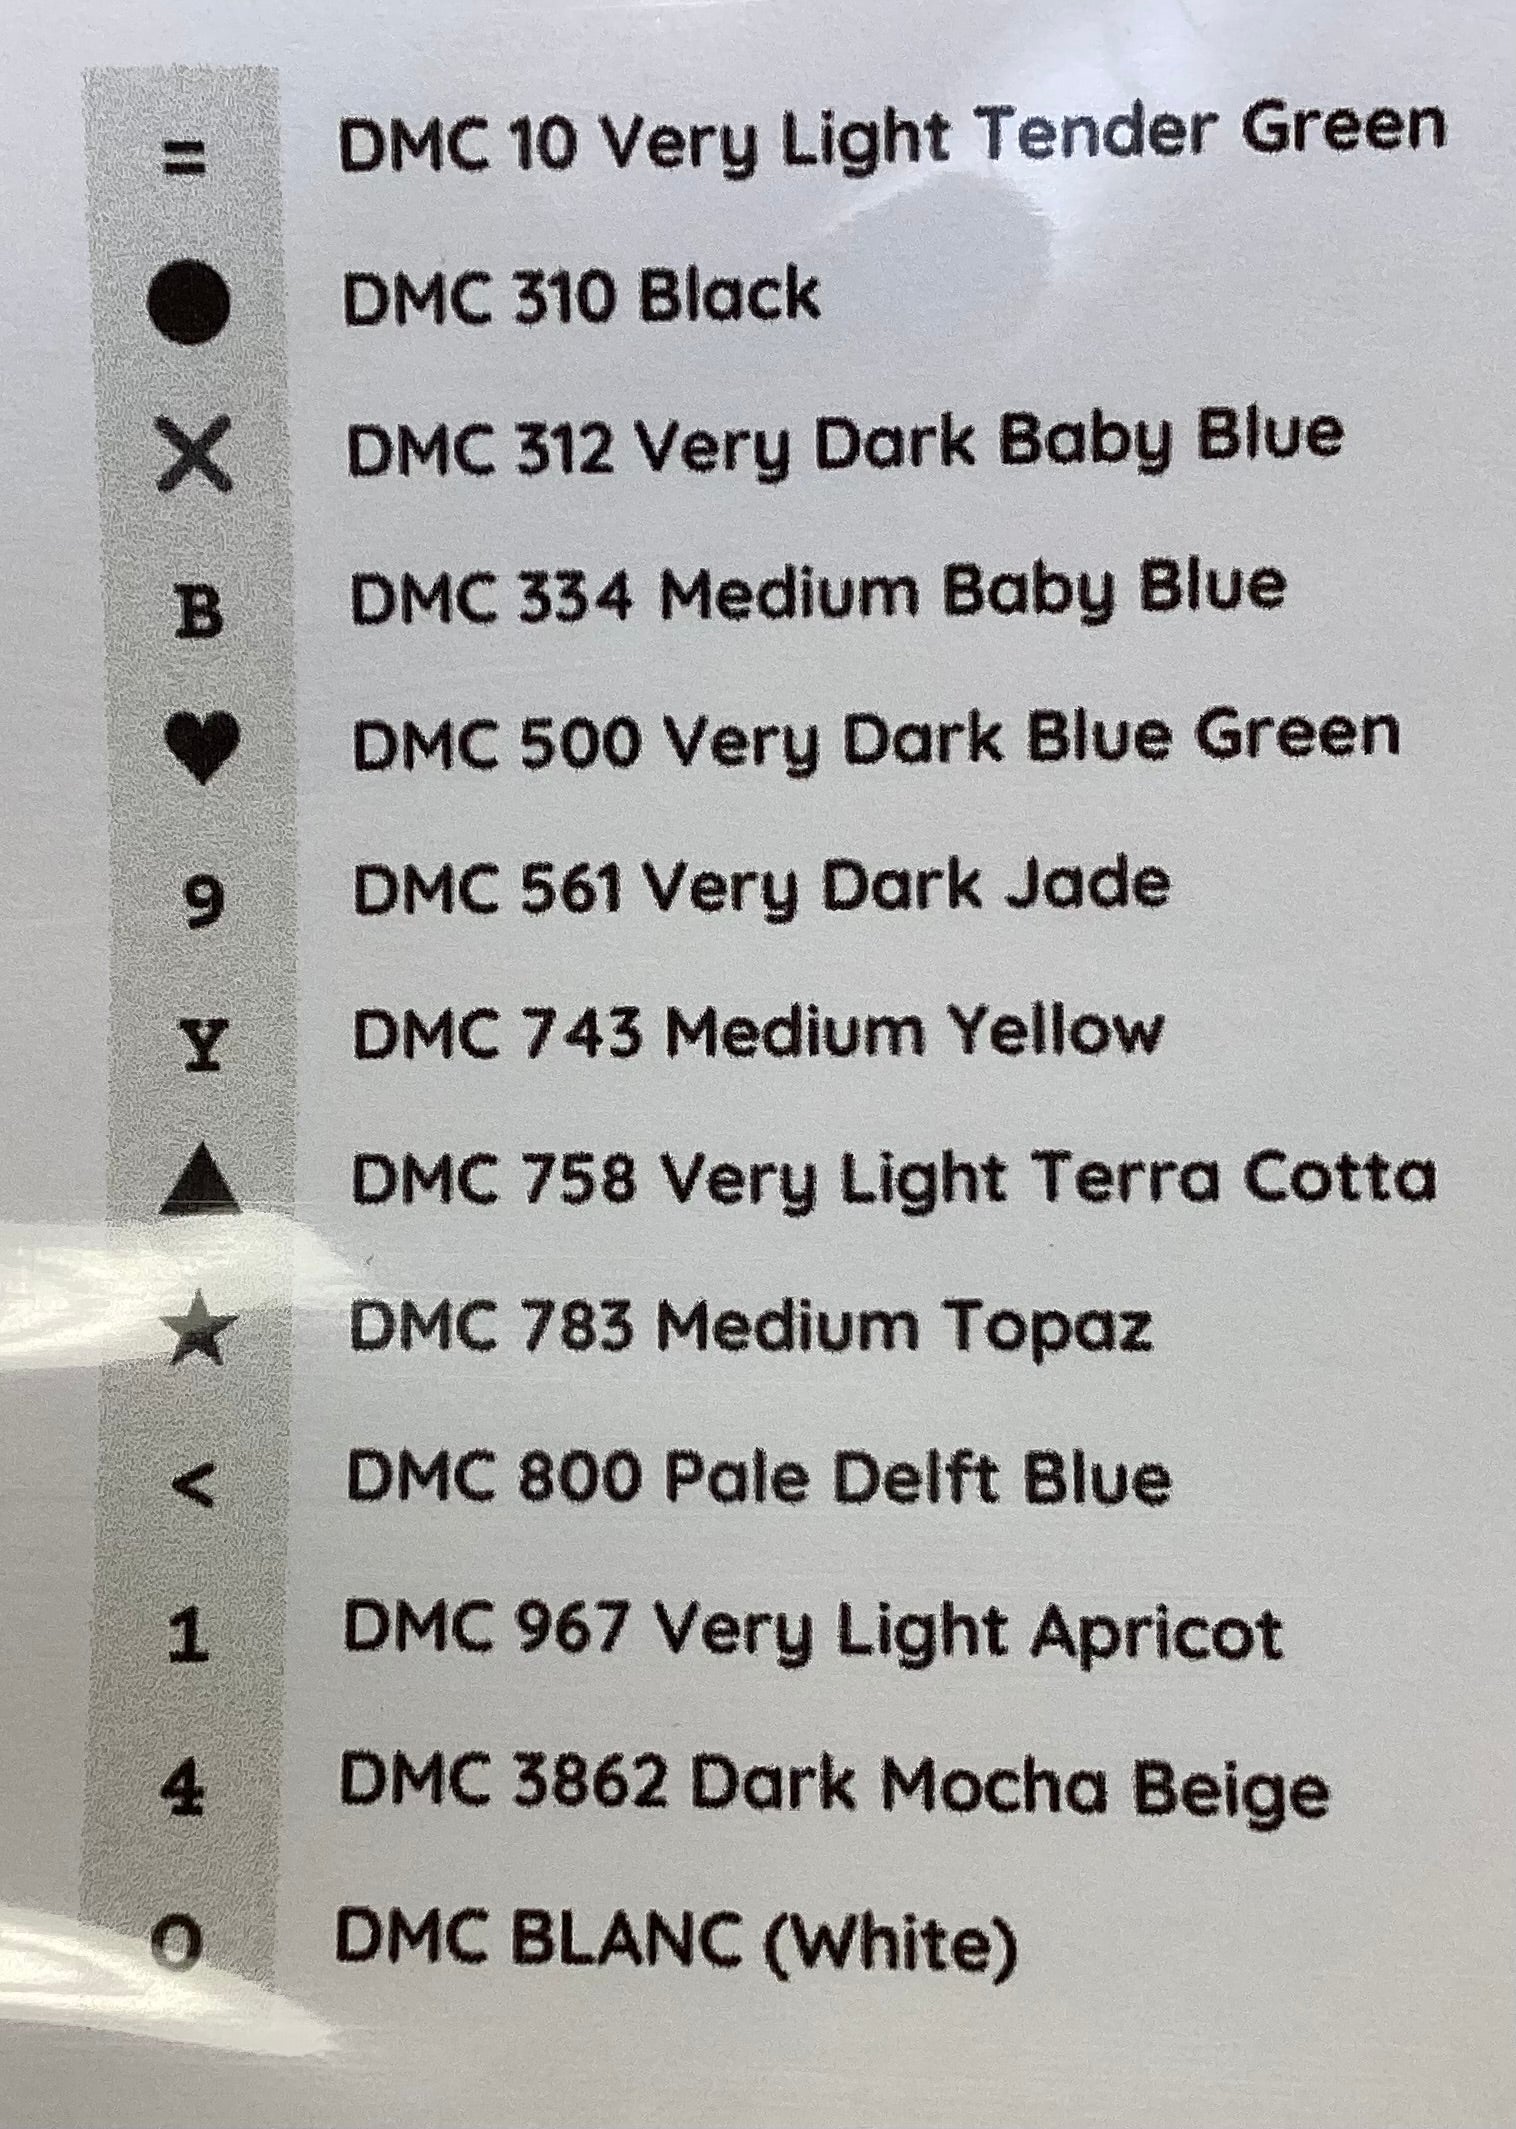 = DMC 10 Very Light Tender Green
● DMC 310 Black
✕ DMC 312 Very Dark Baby Blue
B DMC 334 Medium Baby Blue
♥ DMC 500 Very Dark Blue Green
9 DMC 561 Very Dark Jade
Y DMC 743 Medium Yellow
▲ DMC 758 Very Light Terra Cotta
★ DMC 783 Medium Topaz
< DMC 800 Pale Delft Blue
1 DMC 967 Very Light Apricot
4 DMC 3862 Dark Mocha Beige
O DMC BLANC (White)